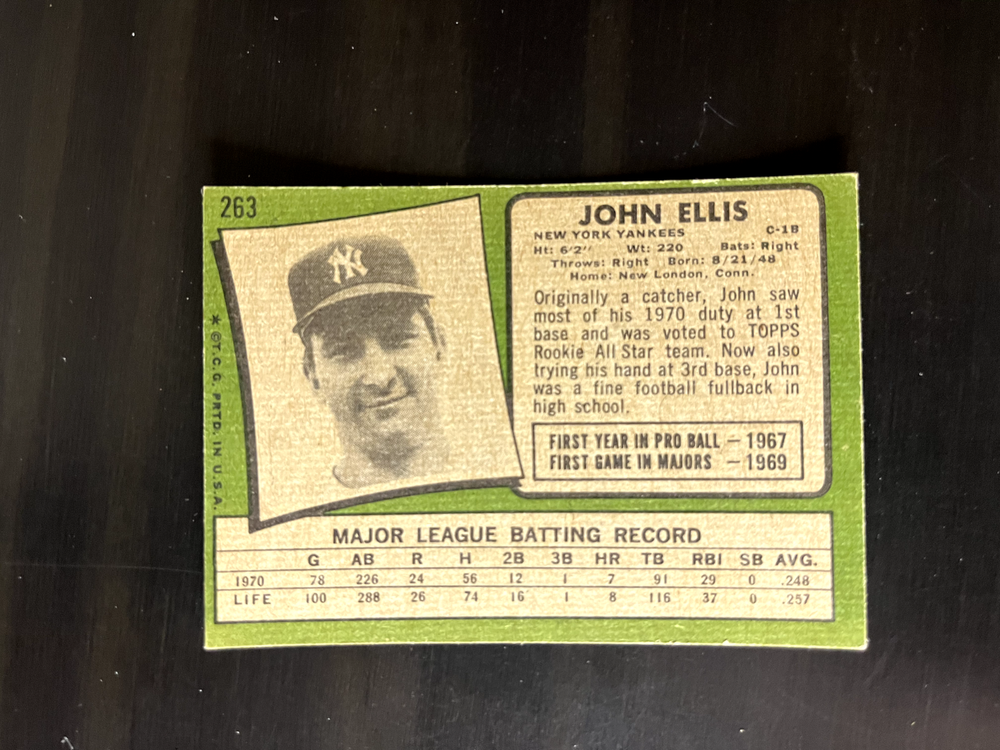 263
JOHN ELLIS
NEW YORK YANKEES C-1B
Ht: 6'2" Wt: 220 Bats: Right
Throws: Right Born: 8/21/48
Home: New London, Conn.
Originally a catcher, John saw
most of his 1970 duty at 1st
base and was voted to TOPPS
Rookie All Star team. Now also
trying his hand at 3rd base, John
was a fine football fullback in
high school.
FIRST YEAR IN PRO BALL — 1967
FIRST GAME IN MAJORS — 1969
NY
* ©T.C.G. PRTD. IN U.S.A.
MAJOR LEAGUE BATTING RECORD
G AB R H 2B 3B HR TB RBI SB AVG.
1970 78 226 24 56 12 1 7 91 29 0 .248
LIFE 100 288 26 74 16 1 8 116 37 0 .257